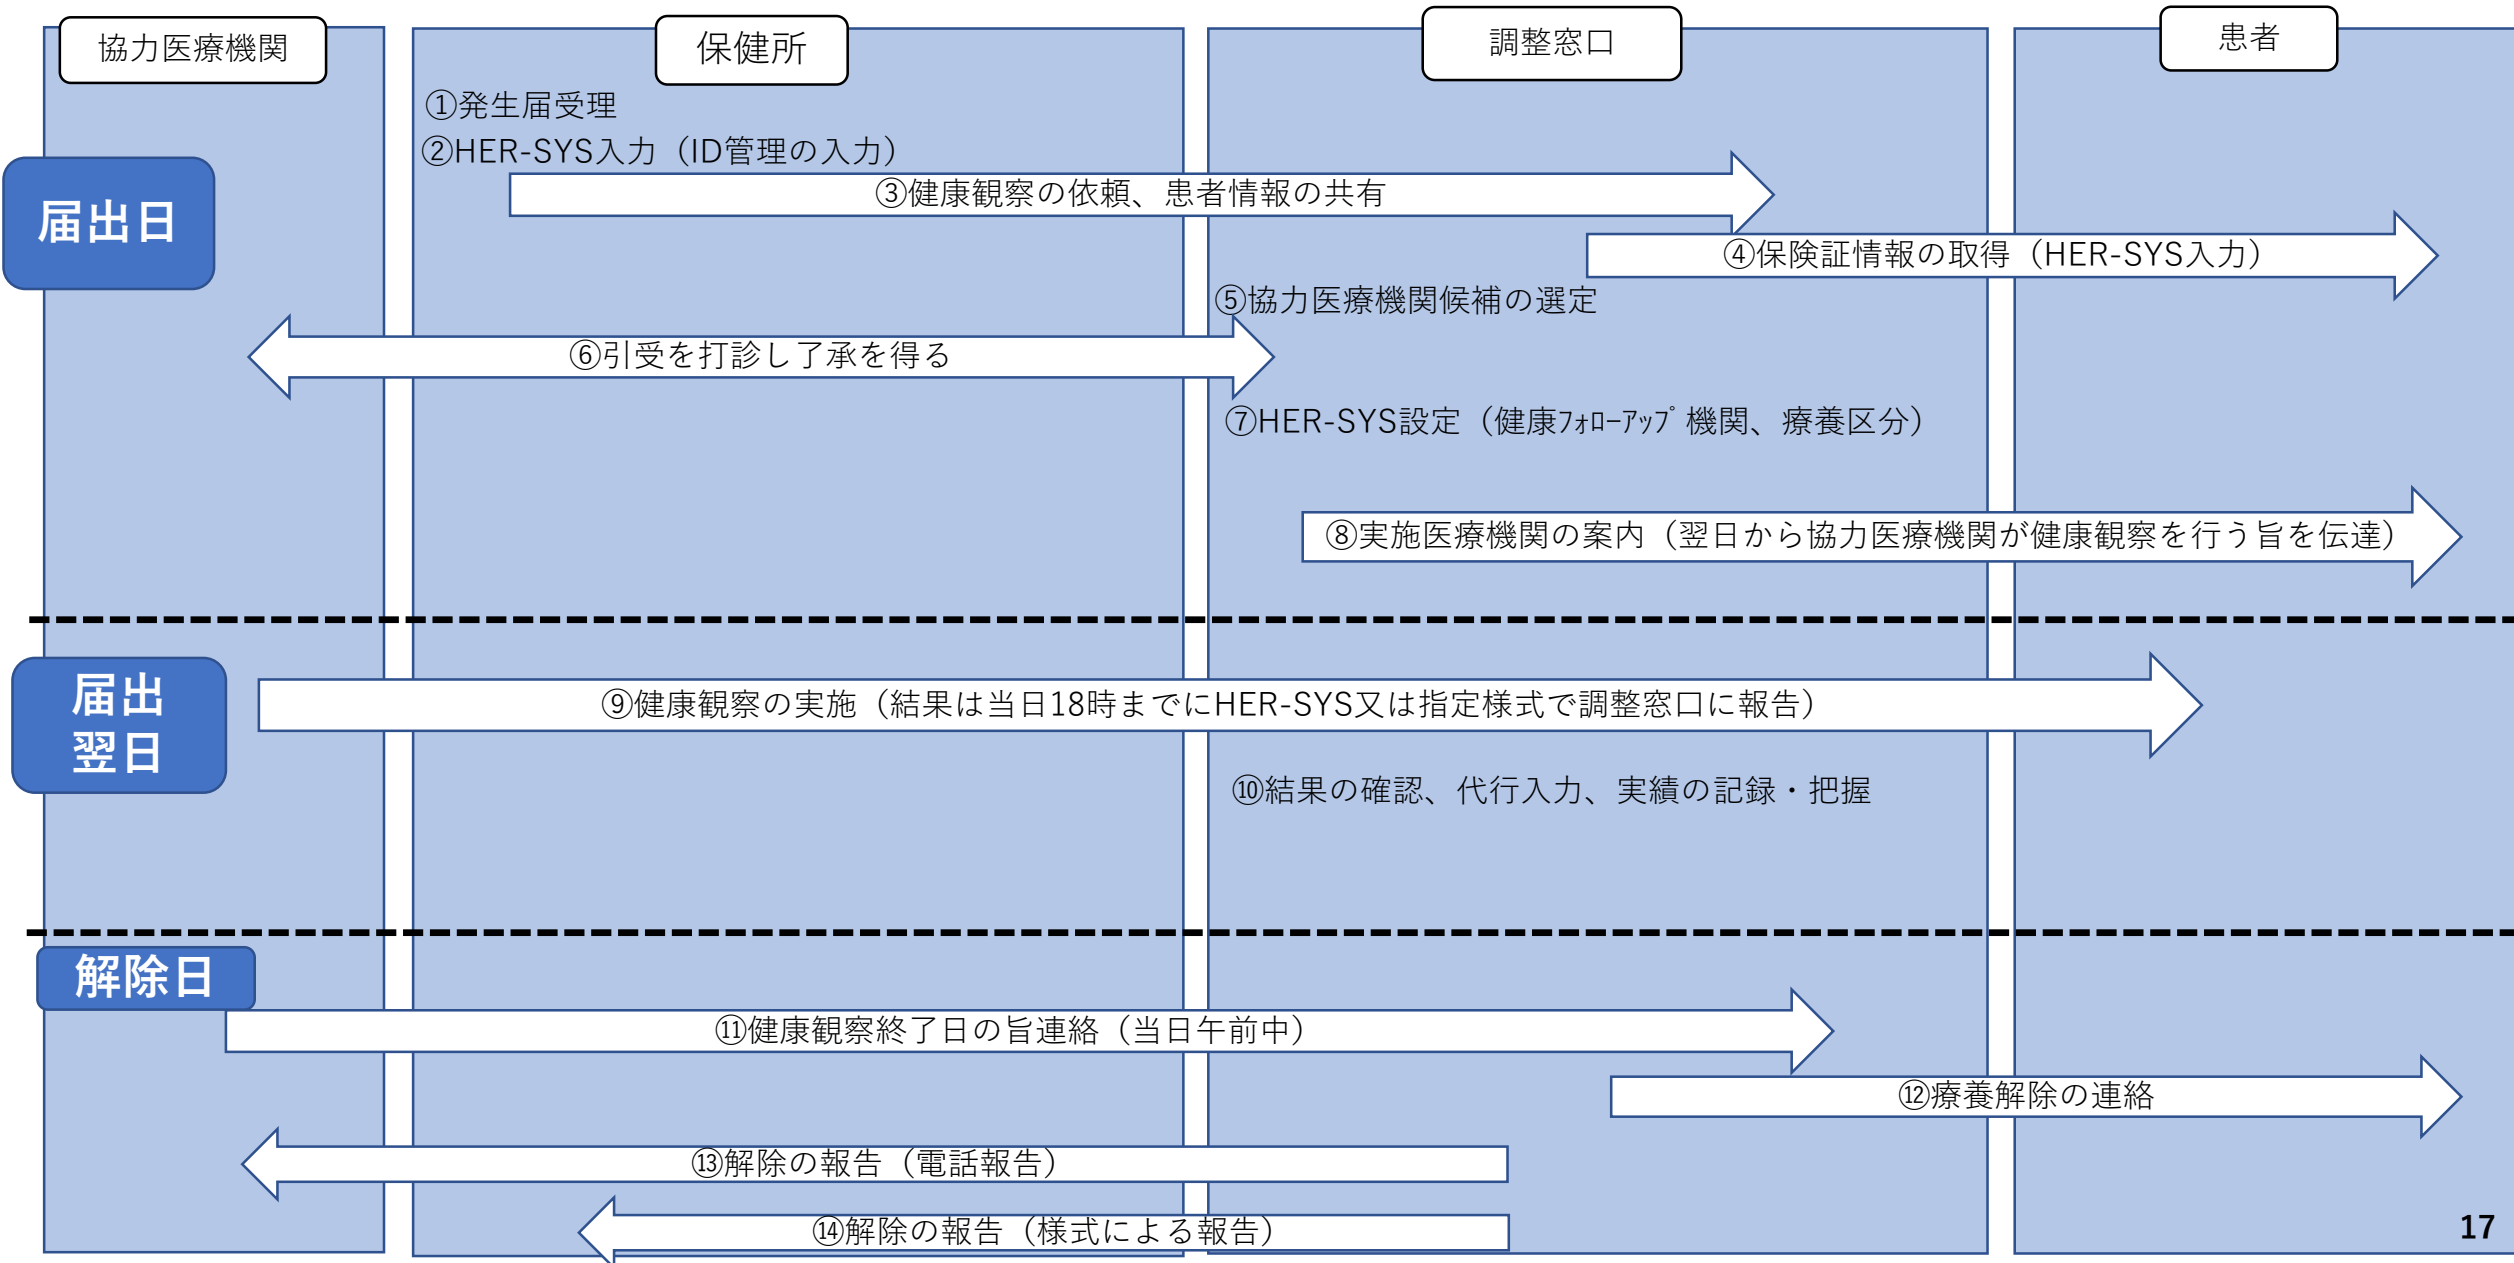 協力医療機関
保健所
調整窓口
患者
①発生届受理
②HER-SYS入力（ID管理の入力）
届出日
③健康観察の依頼、患者情報の共有
④保険証情報の取得（HER-SYS入力）
⑤協力医療機関候補の選定
⑥引受を打診し了承を得る
⑦HER-SYS設定（健康ﾌｫﾛｰｱｯﾌﾟ機関、療養区分）
⑧実施医療機関の案内（翌日から協力医療機関が健康観察を行う旨を伝達）
届出
翌日
⑨健康観察の実施（結果は当日18時までにHER-SYS又は指定様式で調整窓口に報告）
⑩結果の確認、代行入力、実績の記録・把握
解除日
⑪健康観察終了日の旨連絡（当日午前中）
⑫療養解除の連絡
⑬解除の報告（電話報告）
⑭解除の報告（様式による報告）
17